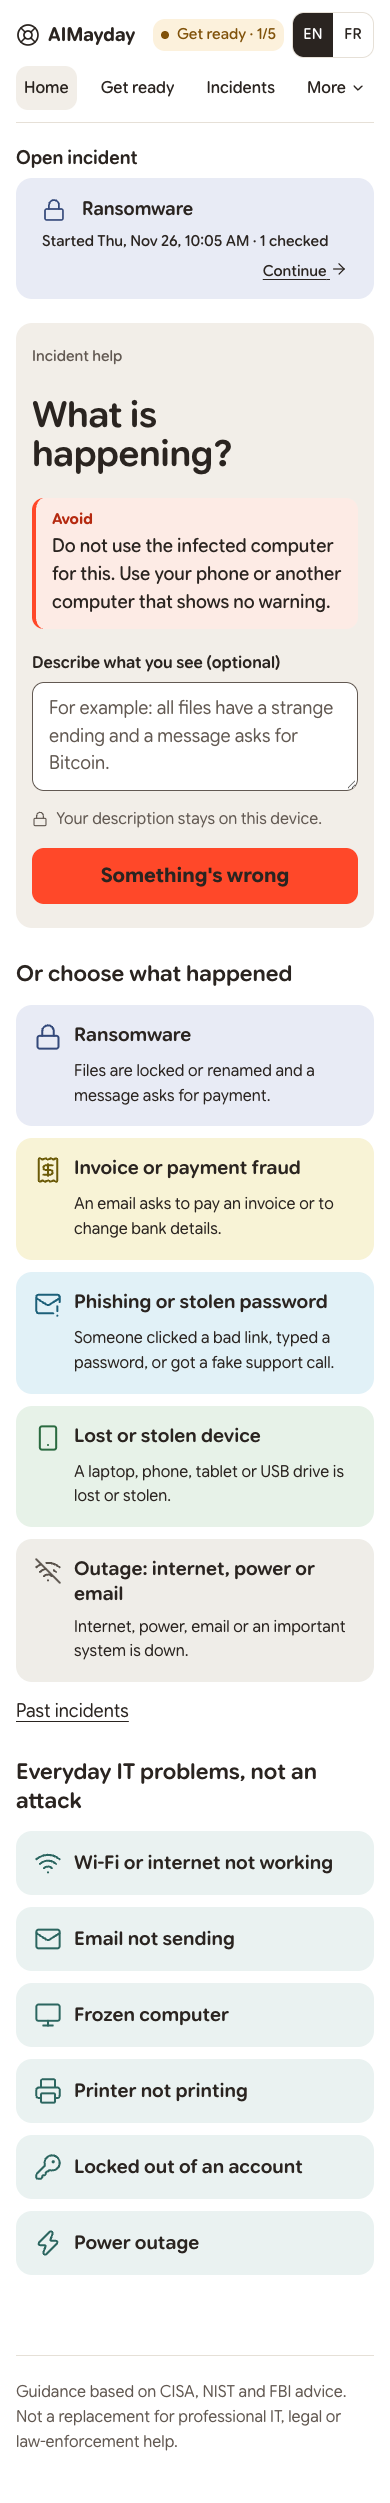 AIMayday
Get ready · 1/5
EN
FR
Home
Get ready
Incidents
More
Open incident
Ransomware
Started Thu, Nov 26, 10:05 AM · 1 checked
Continue →
Incident help
What is
happening?
Avoid
Do not use the infected computer
for this. Use your phone or another
computer that shows no warning.
Describe what you see (optional)
For example: all files have a strange
ending and a message asks for
Bitcoin.
Your description stays on this device.
Something's wrong
Or choose what happened
Ransomware
Files are locked or renamed and a
message asks for payment.
Invoice or payment fraud
An email asks to pay an invoice or to
change bank details.
Phishing or stolen password
Someone clicked a bad link, typed a
password, or got a fake support call.
Lost or stolen device
A laptop, phone, tablet or USB drive is
lost or stolen.
Outage: internet, power or
email
Internet, power, email or an important
system is down.
Past incidents
Everyday IT problems, not an
attack
Wi-Fi or internet not working
Email not sending
Frozen computer
Printer not printing
Locked out of an account
Power outage
Guidance based on CISA, NIST and FBI advice.
Not a replacement for professional IT, legal or
law-enforcement help.